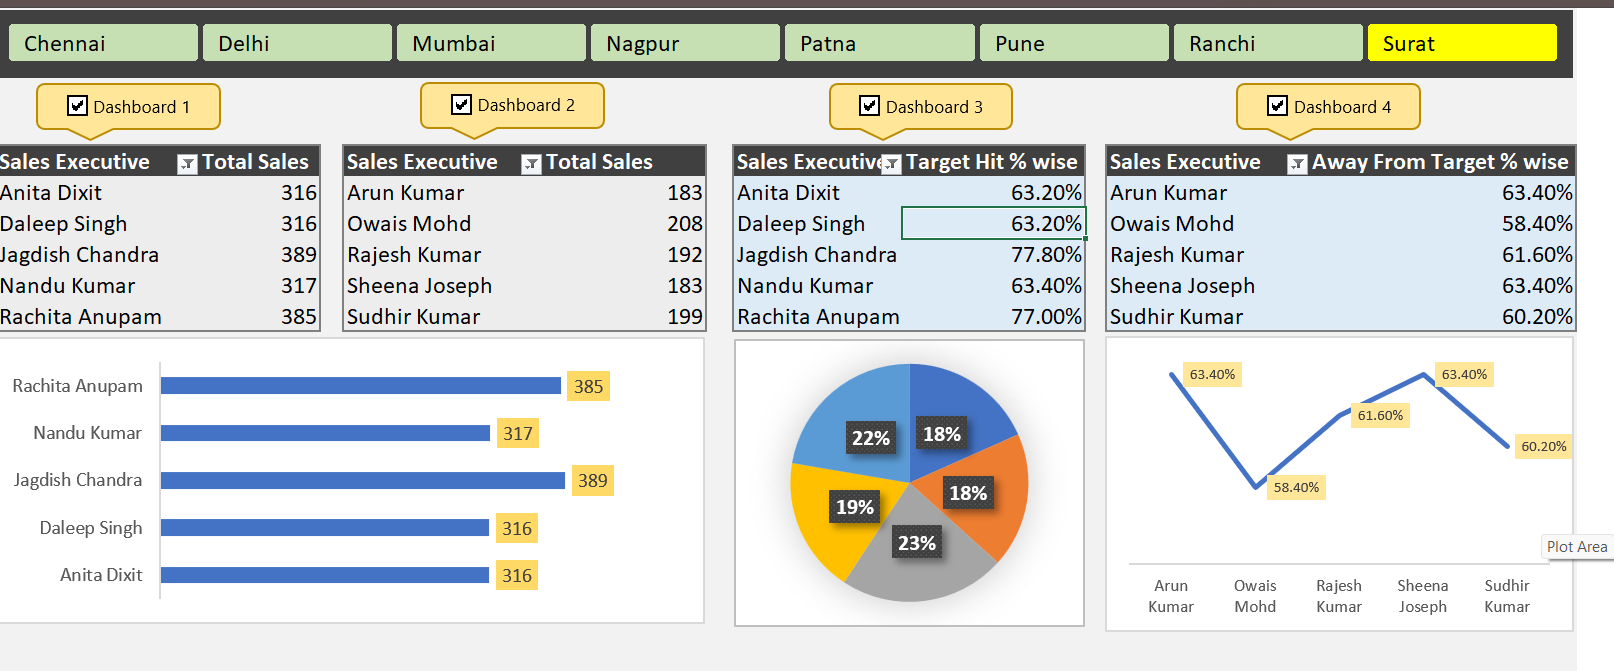 Chennai Delhi Mumbai Nagpur Patna Pune Ranchi Surat
Dashboard 1 Dashboard 2 Dashboard 3 Dashboard 4
Sales Executive Total Sales
Anita Dixit 316
Daleep Singh 316
Jagdish Chandra 389
Nandu Kumar 317
Rachita Anupam 385
Sales Executive Total Sales
Arun Kumar 183
Owais Mohd 208
Rajesh Kumar 192
Sheena Joseph 183
Sudhir Kumar 199
Sales Executive Target Hit % wise
Anita Dixit 63.20%
Daleep Singh 63.20%
Jagdish Chandra 77.80%
Nandu Kumar 63.40%
Rachita Anupam 77.00%
Sales Executive Away From Target % wise
Arun Kumar 63.40%
Owais Mohd 58.40%
Rajesh Kumar 61.60%
Sheena Joseph 63.40%
Sudhir Kumar 60.20%
Rachita Anupam 385
Nandu Kumar 317
Jagdish Chandra 389
Daleep Singh 316
Anita Dixit 316
22% 18%
19% 18%
23%
63.40% 63.40%
61.60%
60.20%
58.40%
Plot Area
Arun Owais Rajesh Sheena Sudhir
Kumar Mohd Kumar Joseph Kumar